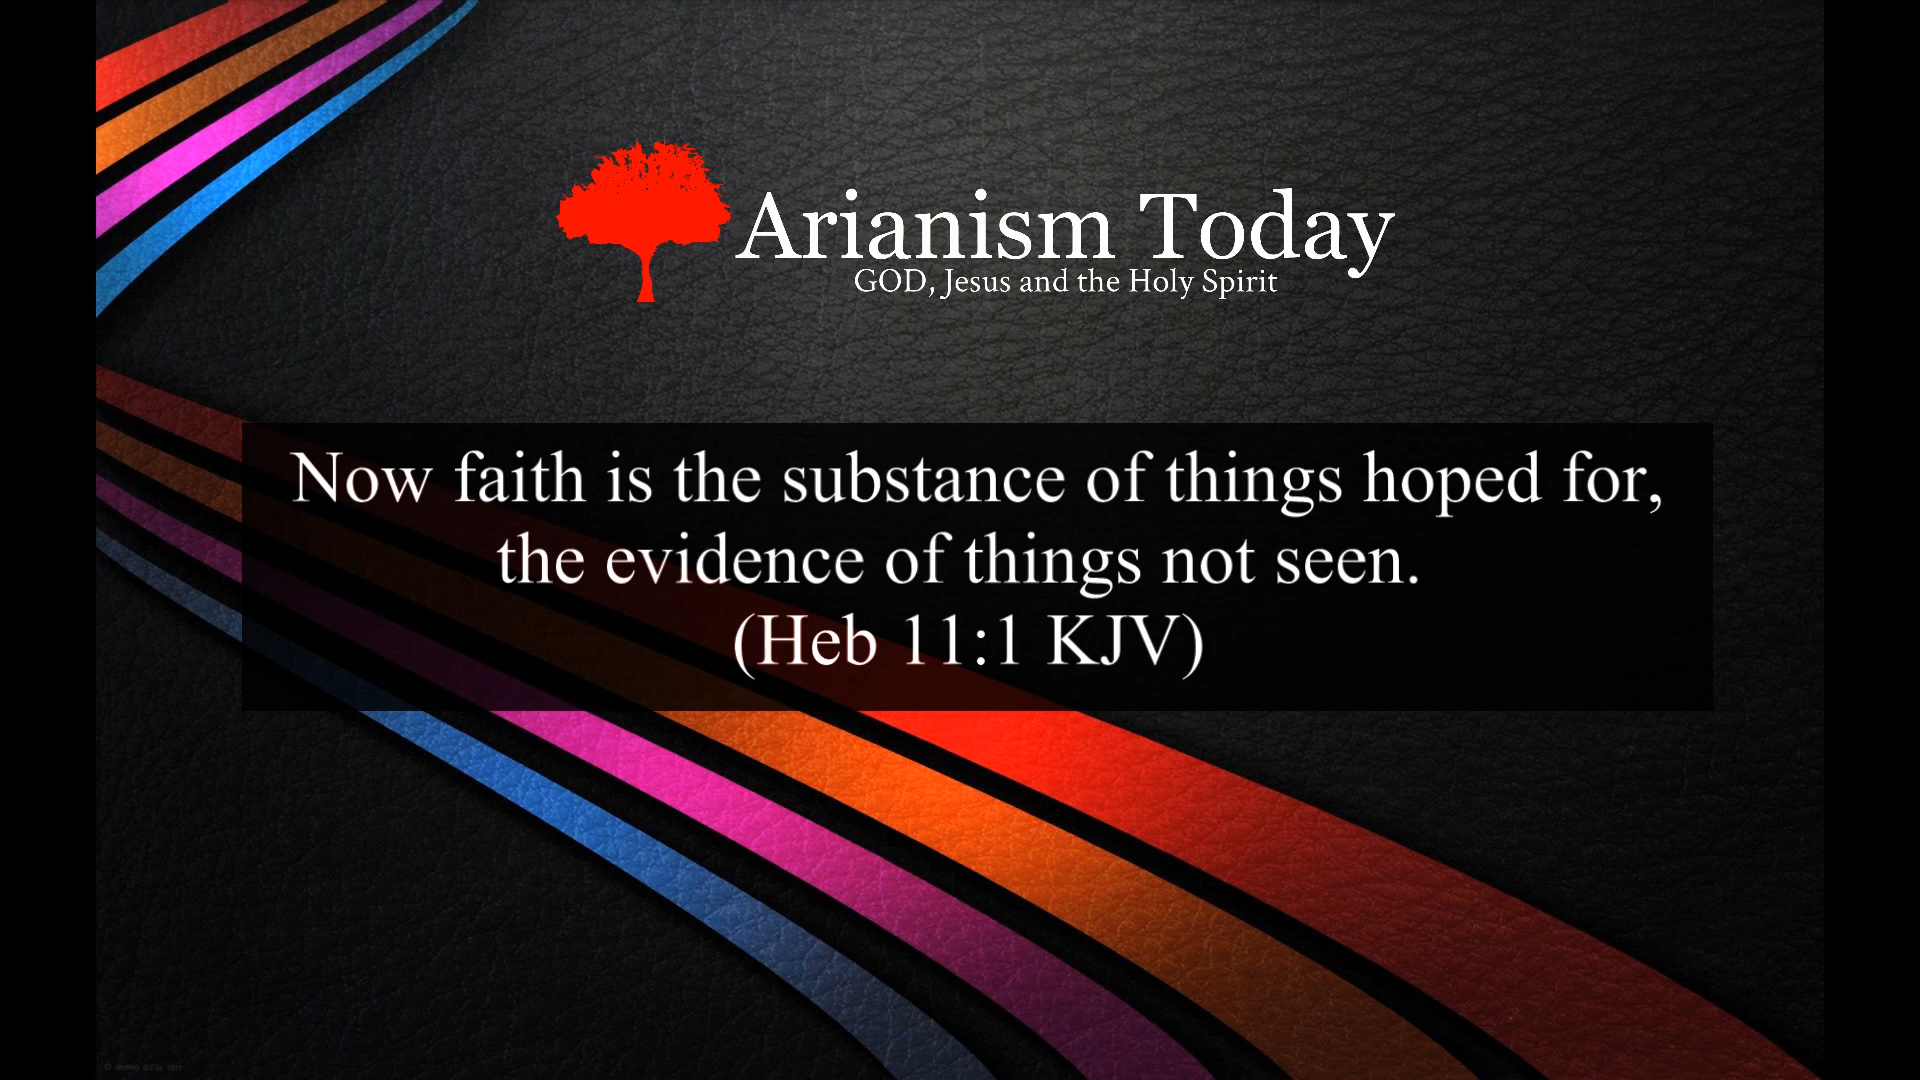 Arianism Today
GOD, Jesus and the Holy Spirit
Now faith is the substance of things hoped for,
the evidence of things not seen.
(Heb 11:1 KJV)